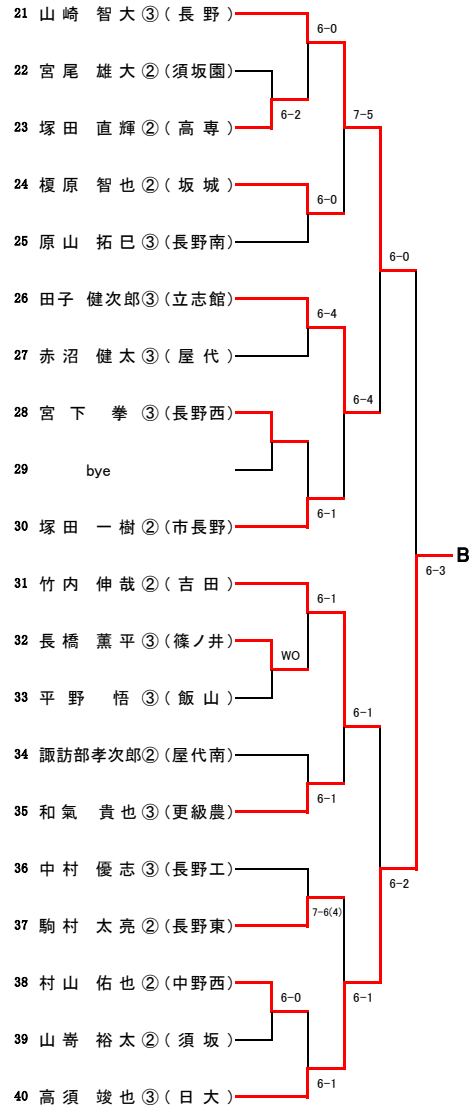 21 山崎 智大③(長野)
6-0
22 宮尾 雄大②(須坂園)
6-2
7-5
23 塚田 直輝②(高専)
24 榎原 智也②(坂城)
6-0
25 原山 拓巳③(長野南)
6-0
26 田子 健次郎③(立志館)
6-4
27 赤沼 健太③(屋代)
28 宮下 拳③(長野西)
6-4
29 bye
30 塚田 一樹②(市長野)
6-1
B
6-3
31 竹内 伸哉②(吉田)
6-1
32 長橋 薫平③(篠ノ井)
WO
33 平野 悟③(飯山)
6-1
34 諏訪部孝次郎②(屋代南)
35 和氣 貴也③(更級農)
6-1
36 中村 優志③(長野工)
6-2
37 駒村 太亮②(長野東)
7-6(4)
38 村山 佑也②(中野西)
6-0
6-1
39 山嵜 裕太②(須坂)
40 高須 竣也③(日大)
6-1